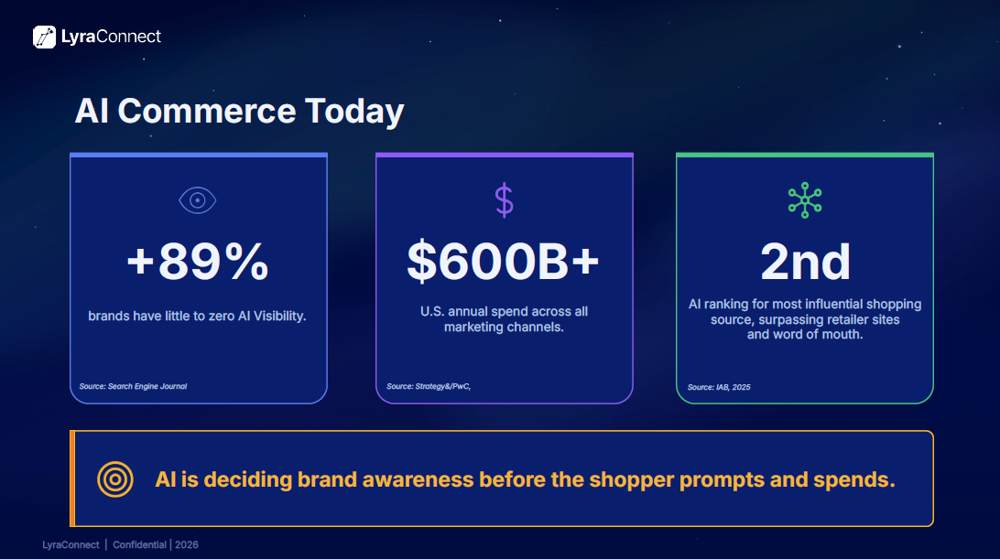 LyraConnect
AI Commerce Today
+89%
brands have little to zero AI Visibility.
Source: Search Engine Journal
$600B+
U.S. annual spend across all
marketing channels.
Source: Strategy&/PwC,
2nd
AI ranking for most influential shopping
source, surpassing retailer sites
and word of mouth.
Source: IAB, 2025
AI is deciding brand awareness before the shopper prompts and spends.
LyraConnect | Confidential | 2026